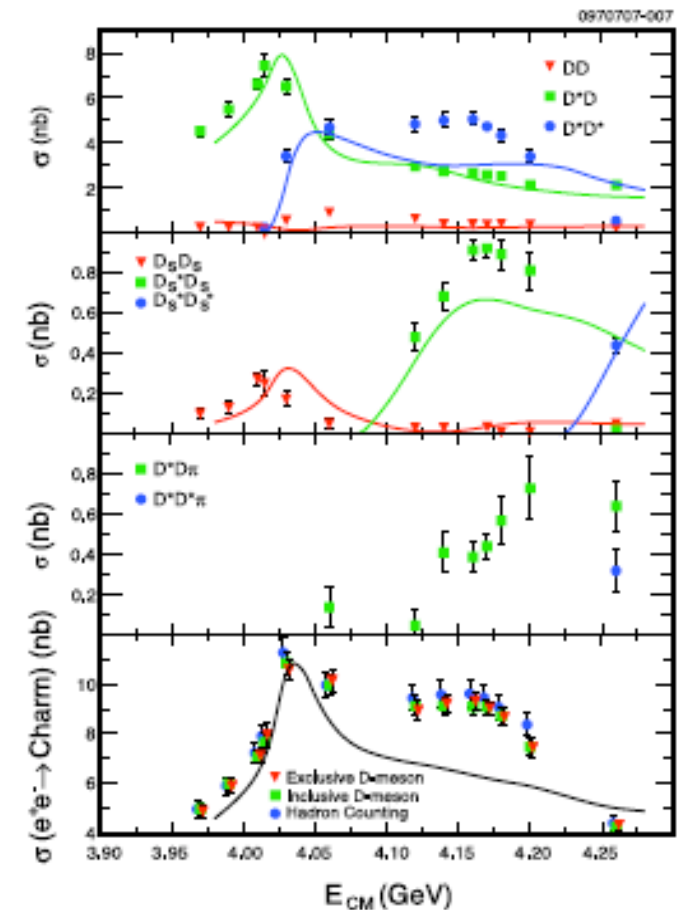 0970707-007
8
6
4
2
σ (nb)
DD
D*D
D*D*
0.8
0.6
0.4
0.2
σ (nb)
DsDs
Ds*Ds
Ds*Ds*
0.8
0.6
0.4
0.2
σ (nb)
D*Dπ
D*D*π
10
8
6
4
σ (e+e-→Charm) (nb)
Exclusive D-meson
Inclusive D-meson
Hadron Counting
3.90 3.95 4.00 4.05 4.10 4.15 4.20 4.25
ECM (GeV)